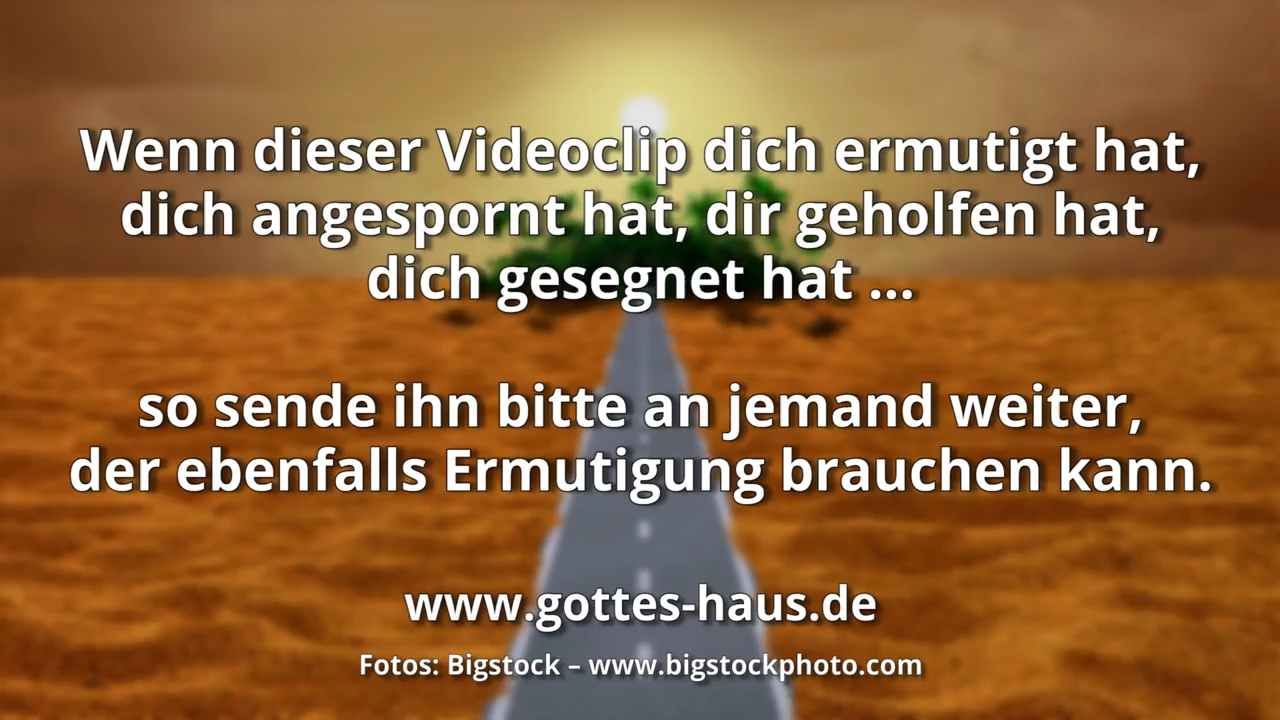 Wenn dieser Videoclip dich ermutigt hat,
dich angespornt hat, dir geholfen hat,
dich gesegnet hat ...
so sende ihn bitte an jemand weiter,
der ebenfalls Ermutigung brauchen kann.
www.gottes-haus.de
Fotos: Bigstock – www.bigstockphoto.com